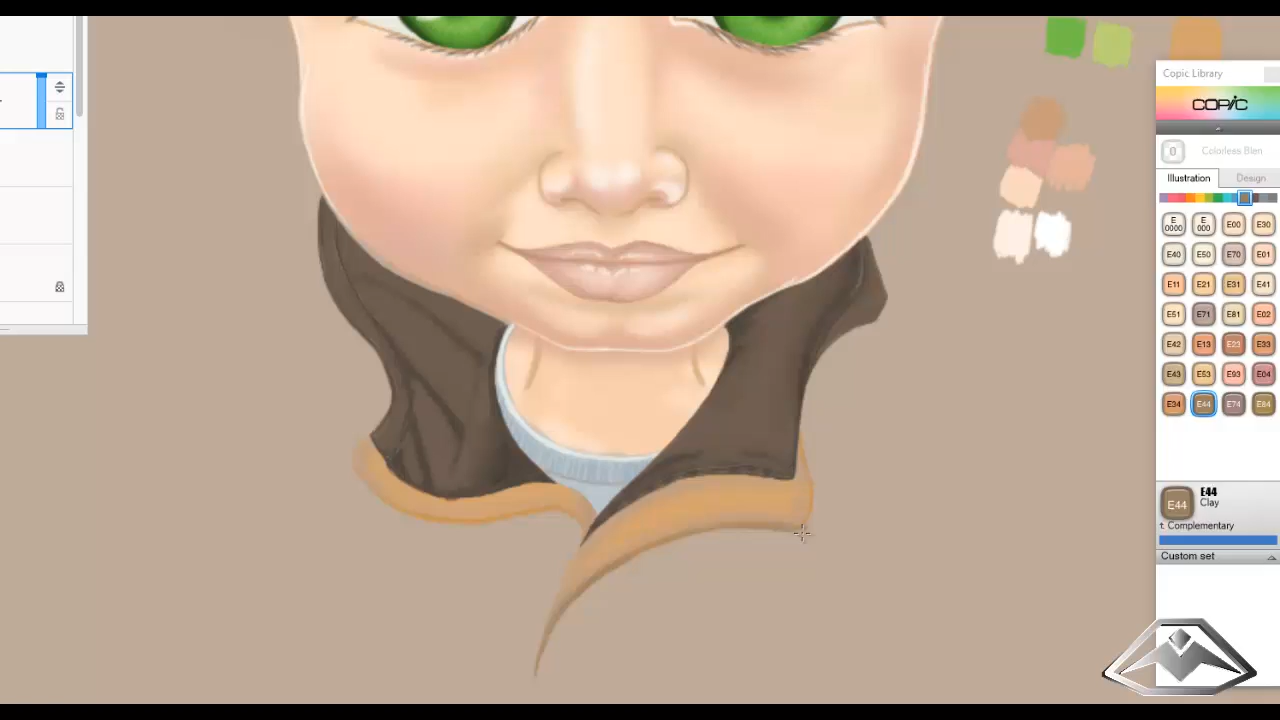 Copic Library
COPIC
0 Colorless Blen
Illustration Design
E0000 E000 E00 E30
E40 E50 E70 E01
E11 E21 E31 E41
E51 E71 E81 E02
E42 E13 E23 E33
E43 E53 E93 E04
E34 E44 E74 E84
E44 E44
Clay
t Complementary
Custom set